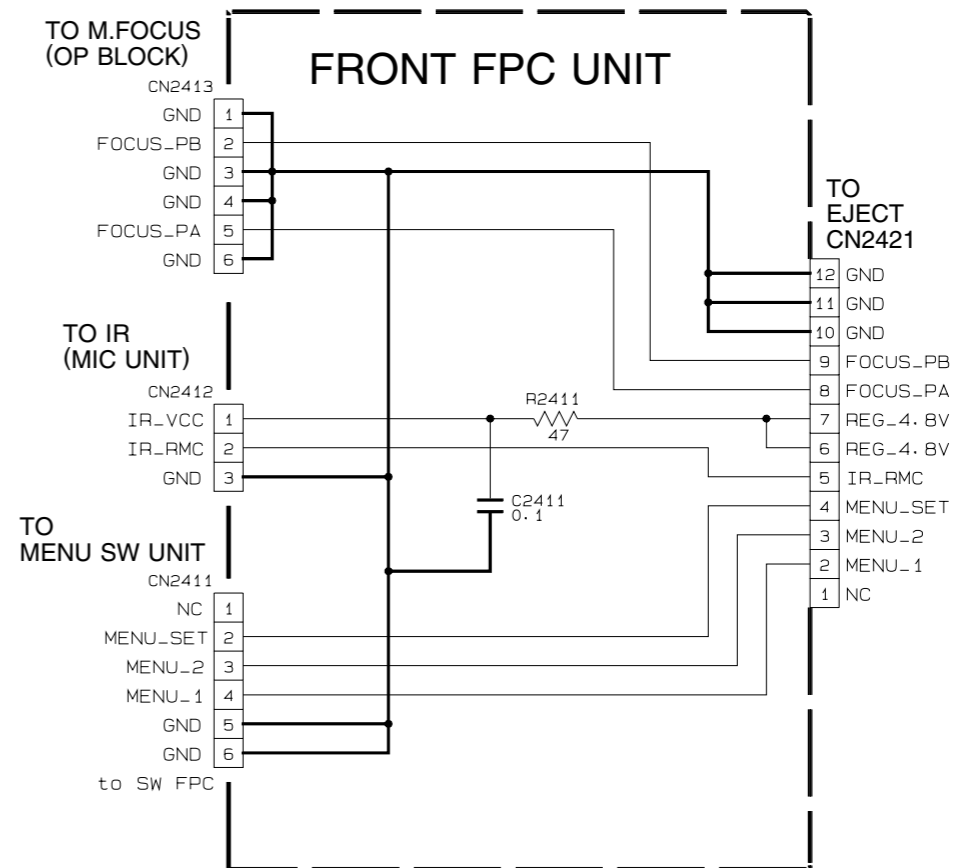 FRONT FPC UNIT
TO M.FOCUS
(OP BLOCK)
CN2413
GND 1
FOCUS_PB 2
GND 3
GND 4
FOCUS_PA 5
GND 6
TO IR
(MIC UNIT)
CN2412
IR_VCC 1
IR_RMC 2
GND 3
TO
MENU SW UNIT
CN2411
NC 1
MENU_SET 2
MENU_2 3
MENU_1 4
GND 5
GND 6
to SW FPC
R2411
47
C2411
0.1
TO
EJECT
CN2421
12 GND
11 GND
10 GND
9 FOCUS_PB
8 FOCUS_PA
7 REG_4.8V
6 REG_4.8V
5 IR_RMC
4 MENU_SET
3 MENU_2
2 MENU_1
1 NC